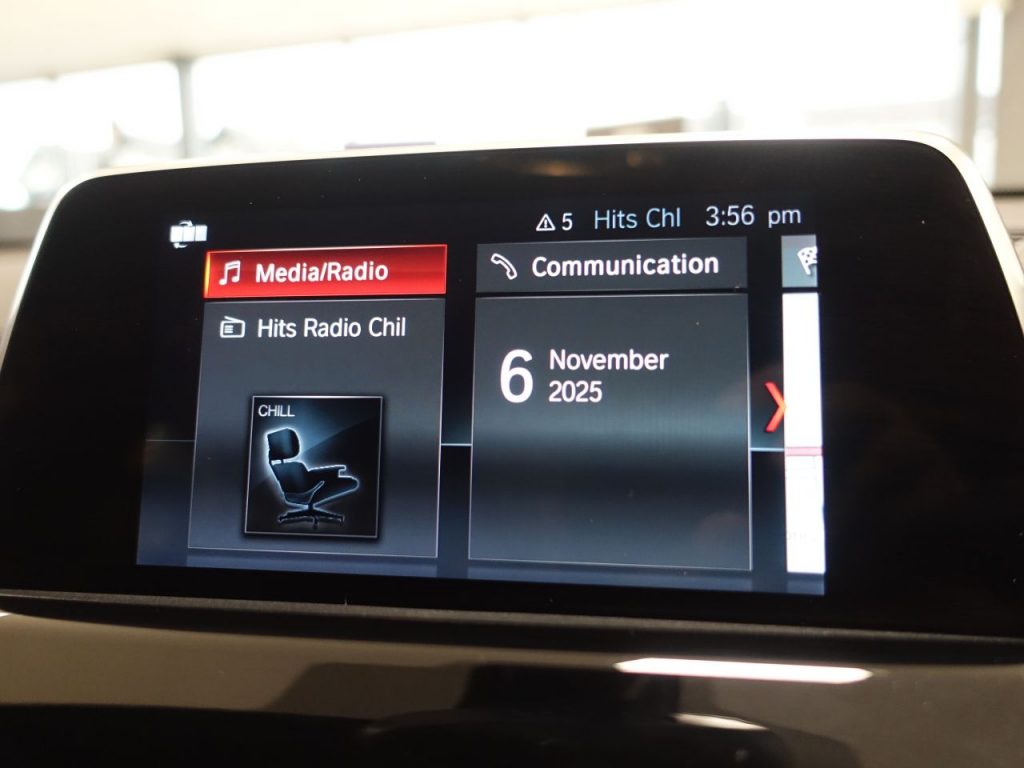 5 Hits Chl 3:56 pm
Media/Radio
Hits Radio Chil
CHILL
Communication
6 November
2025